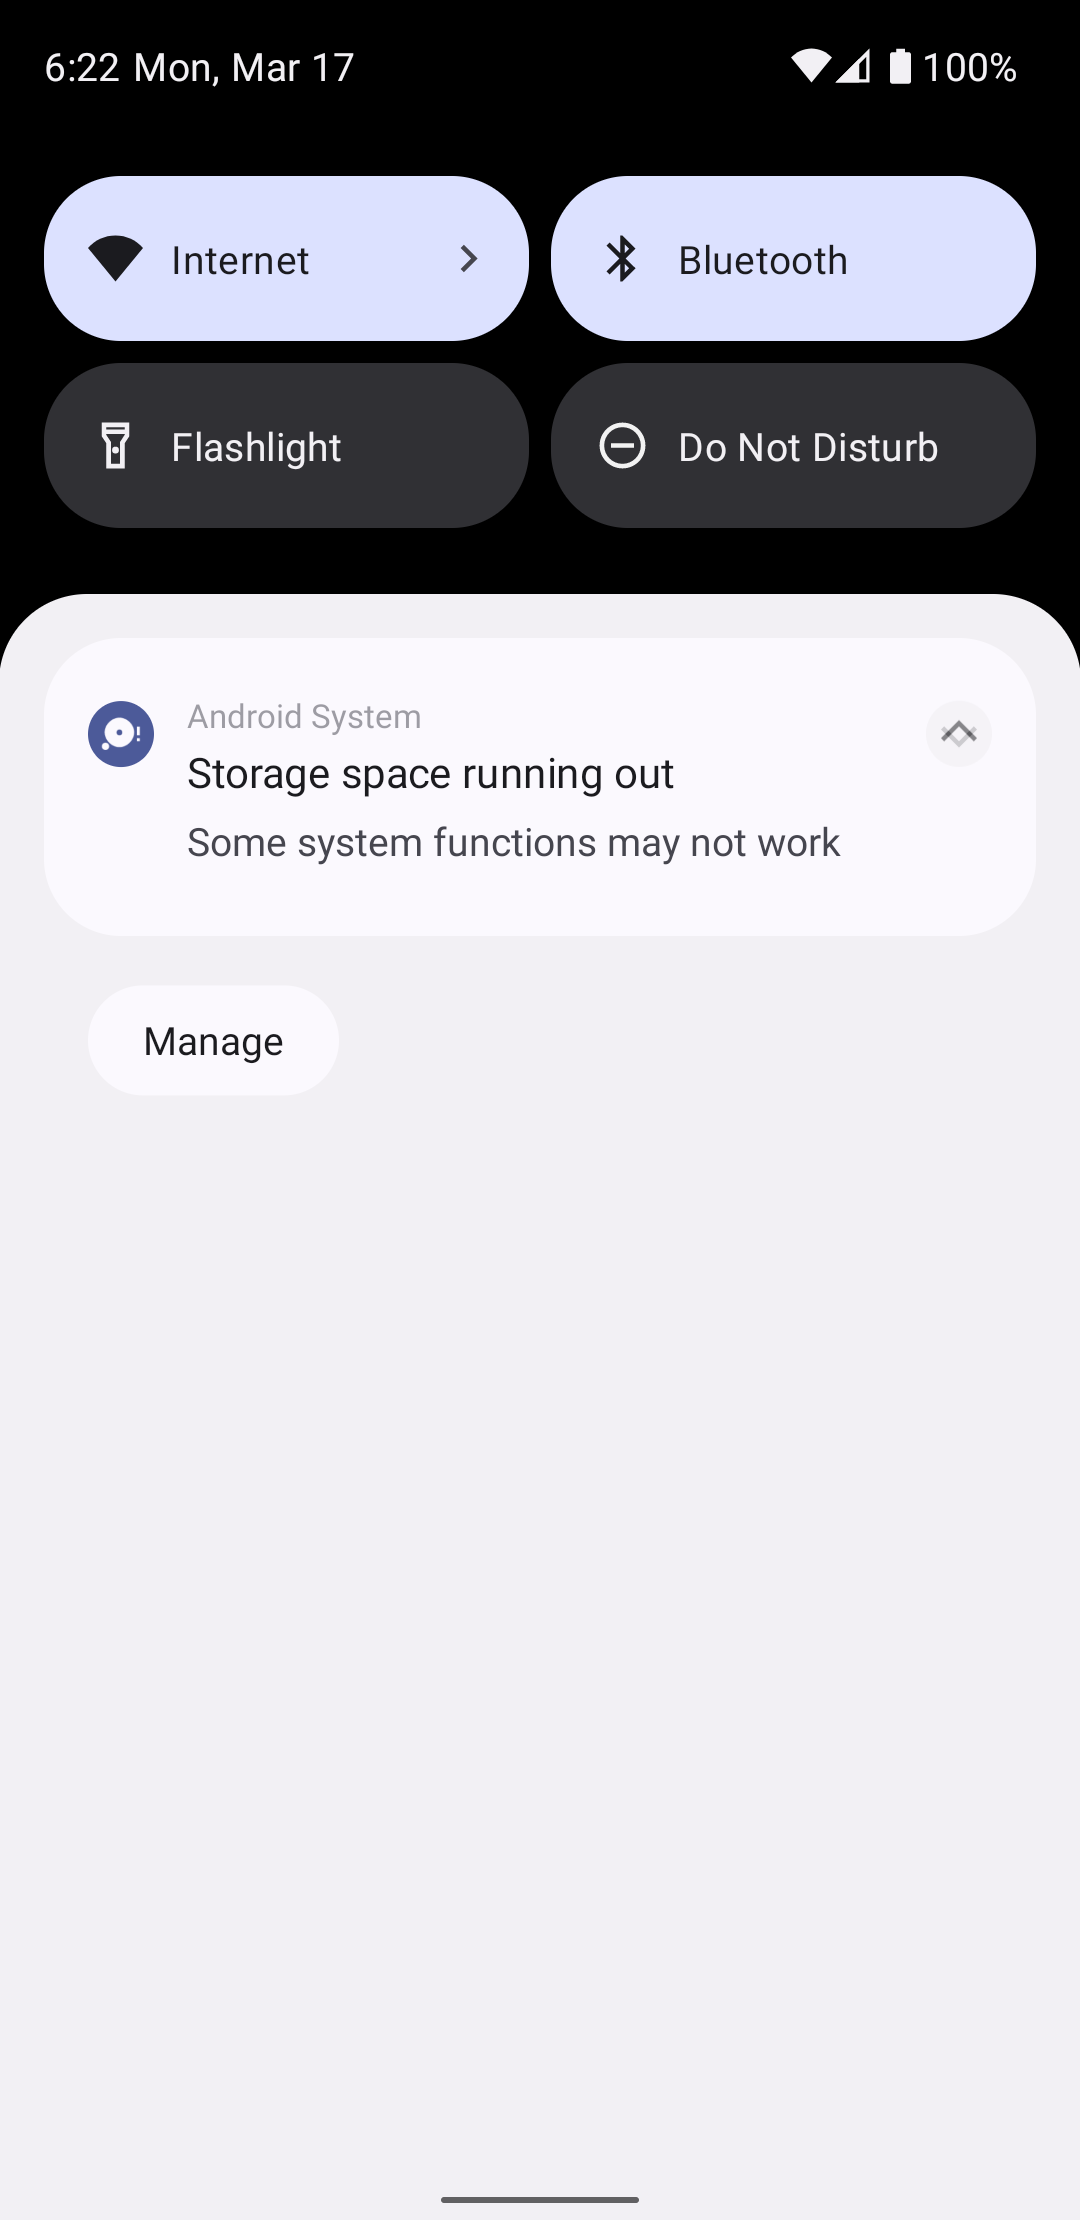 6:22 Mon, Mar 17 100%
Internet
Bluetooth
Flashlight
Do Not Disturb
Android System
Storage space running out
Some system functions may not work
Manage